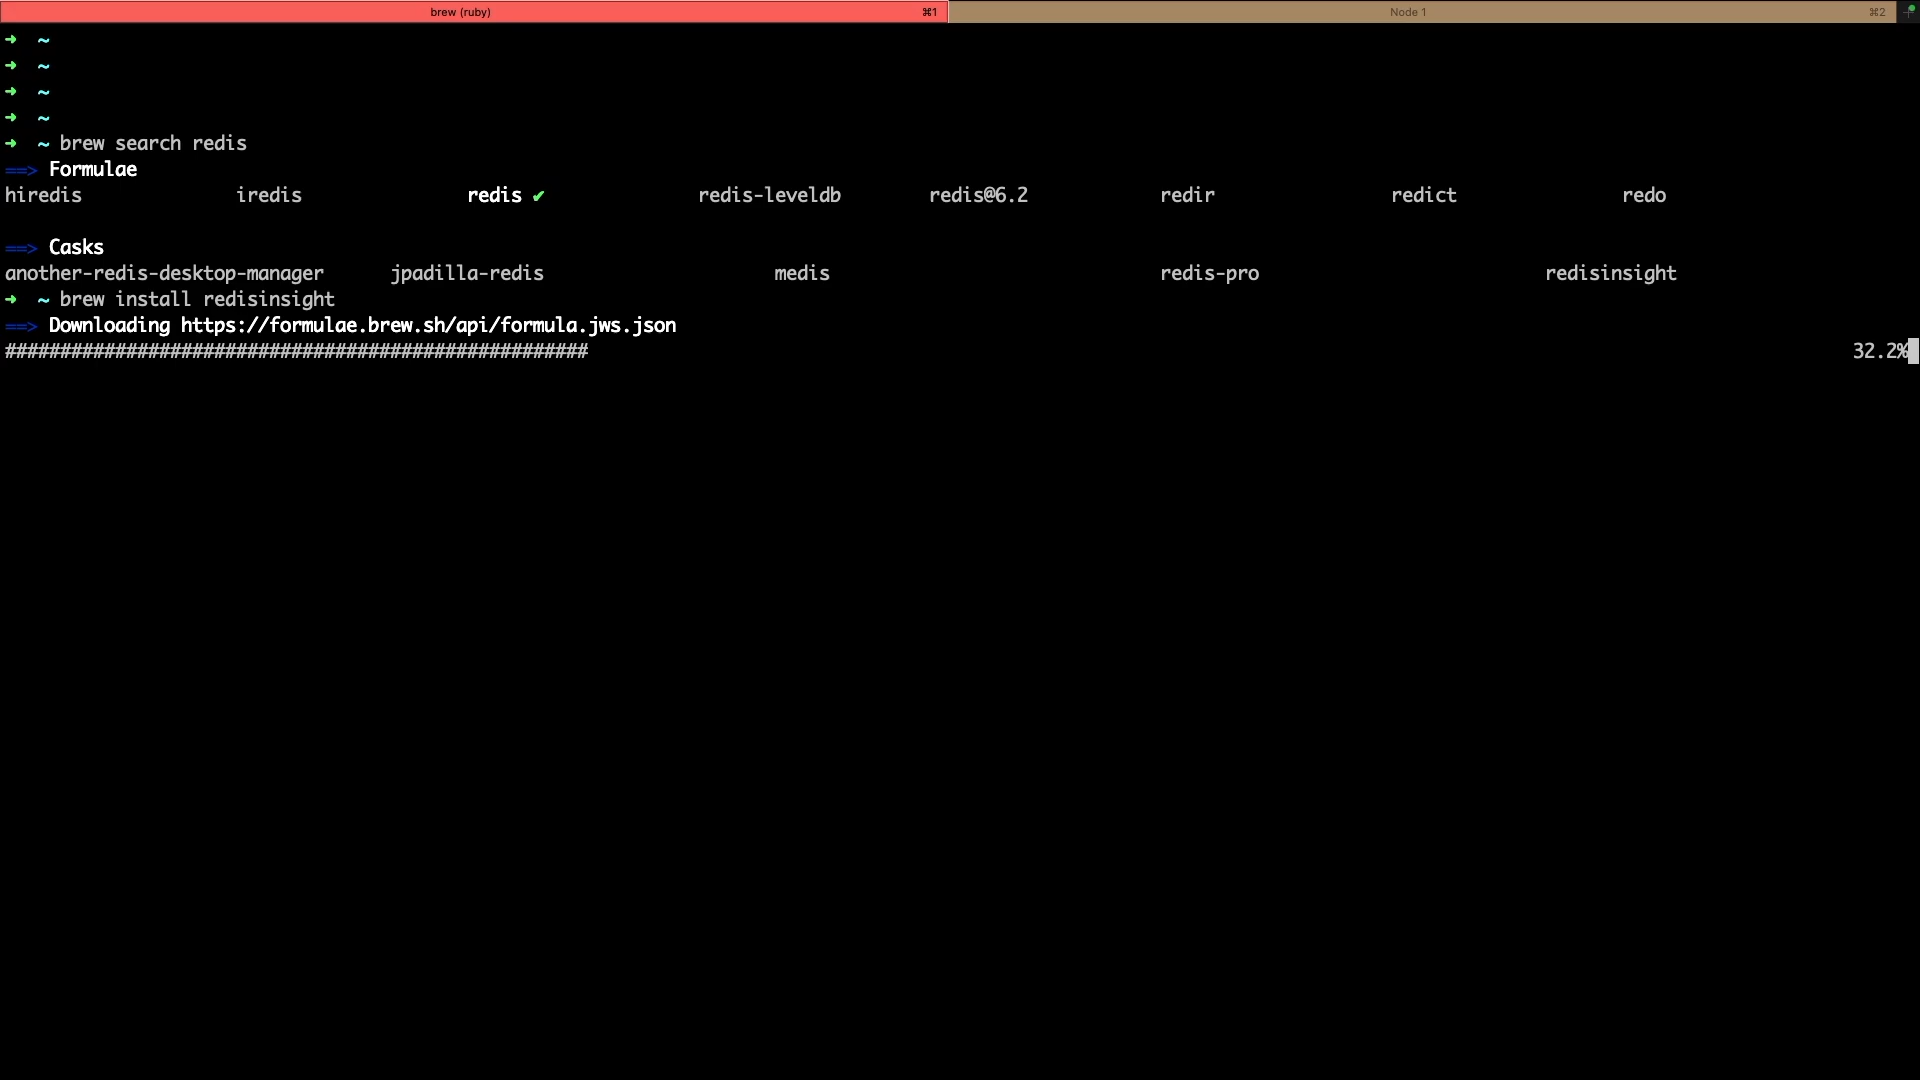 brew (ruby) ⌘1 Node 1 ⌘2
➜ ~
➜ ~
➜ ~
➜ ~
➜ ~ brew search redis
==> Formulae
hiredis iredis redis ✔ redis-leveldb redis@6.2 redir redict redo
==> Casks
another-redis-desktop-manager jpadilla-redis medis redis-pro redisinsight
➜ ~ brew install redisinsight
==> Downloading https://formulae.brew.sh/api/formula.jws.json
##################################################### 32.2%